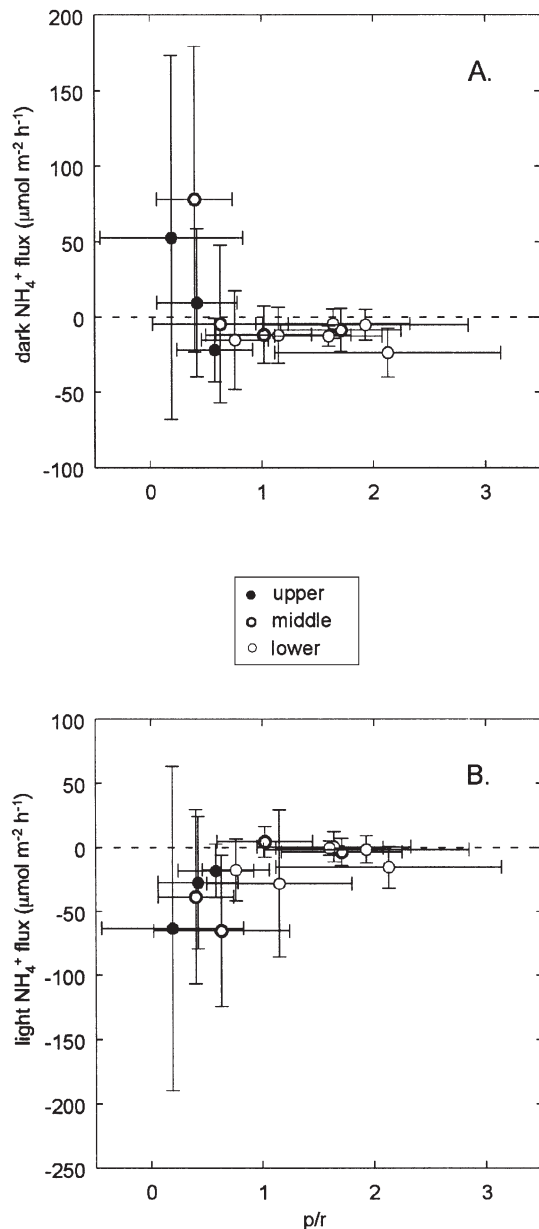 200
150
100
50
0
-50
-100
dark NH₄⁺ flux (µmol m⁻² h⁻¹)
A.
0 1 2 3
upper
middle
lower
100
50
0
-50
-100
-150
-200
-250
light NH₄⁺ flux (µmol m⁻² h⁻¹)
B.
0 1 2 3
p/r